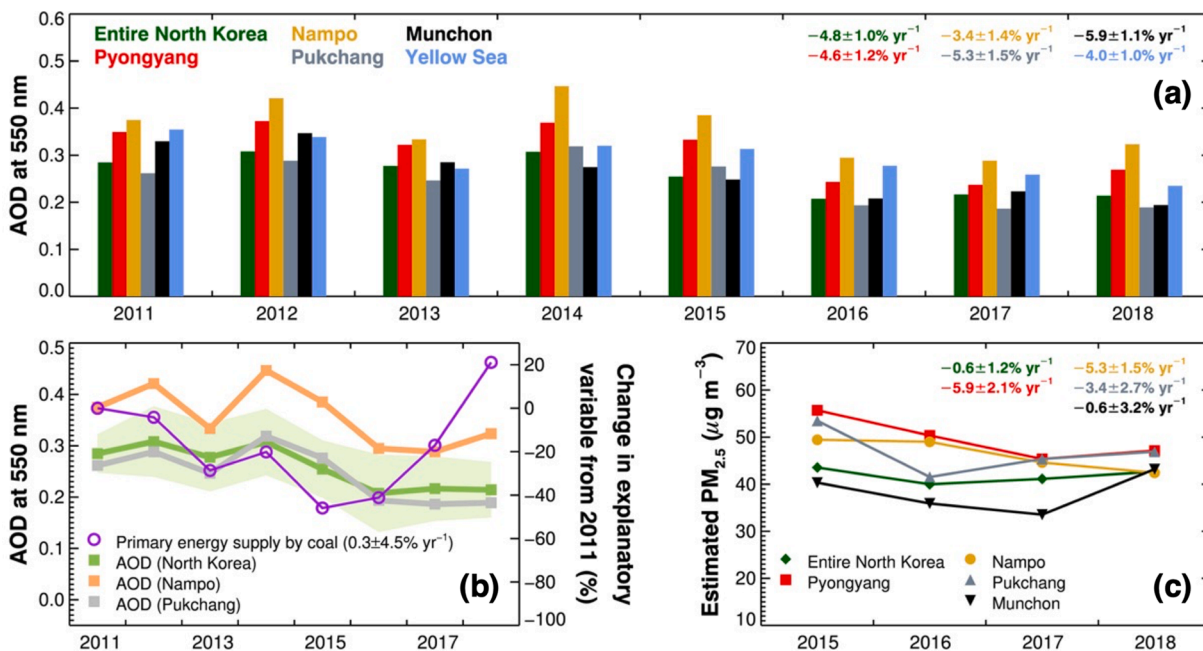 0.6
0.5
0.4
0.3
0.2
0.1
0.0
AOD at 550 nm
Entire North Korea Nampo Munchon
Pyongyang Pukchang Yellow Sea
−4.8±1.0% yr⁻¹ −3.4±1.4% yr⁻¹ −5.9±1.1% yr⁻¹
−4.6±1.2% yr⁻¹ −5.3±1.5% yr⁻¹ −4.0±1.0% yr⁻¹
(a)
2011 2012 2013 2014 2015 2016 2017 2018
0.5
0.4
0.3
0.2
0.1
0.0
AOD at 550 nm
Primary energy supply by coal (0.3±4.5% yr⁻¹)
AOD (North Korea)
AOD (Nampo)
AOD (Pukchang)
(b)
2011 2013 2015 2017
20
0
−20
−40
−60
−80
−100
Change in explanatory
variable from 2011 (%)
70
60
50
40
30
20
10
Estimated PM₂.₅ (μg m⁻³)
−0.6±1.2% yr⁻¹ −5.3±1.5% yr⁻¹
−5.9±2.1% yr⁻¹ −3.4±2.7% yr⁻¹
−0.6±3.2% yr⁻¹
Entire North Korea Nampo
Pyongyang Pukchang
Munchon
(c)
2015 2016 2017 2018